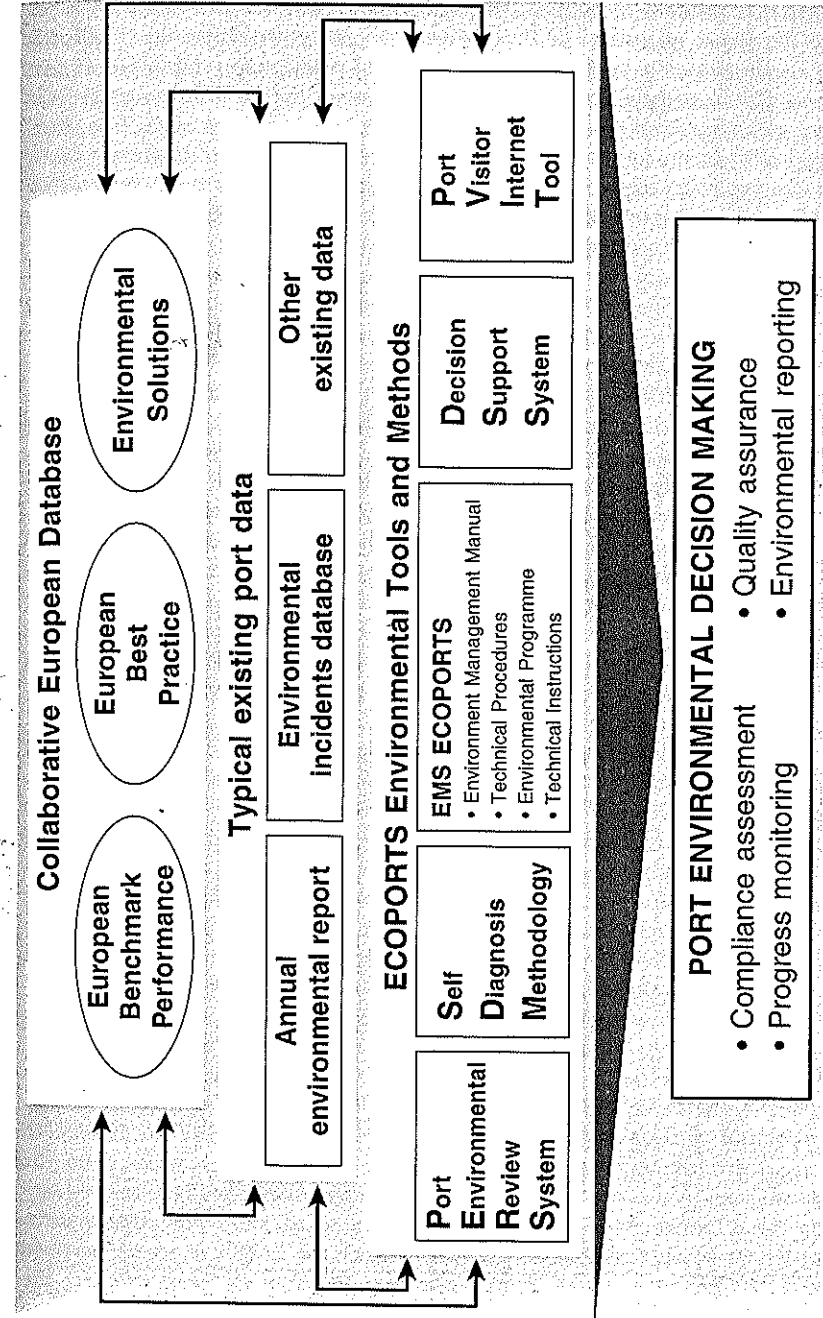 Collaborative European Database
European
Benchmark
Performance
European
Best
Practice
Environmental
Solutions
Typical existing port data
Annual
environmental report
Environmental
incidents database
Other
existing data
ECOPORTS Environmental Tools and Methods
Port
Environmental
Review
System
Self
Diagnosis
Methodology
EMS ECOPORTS
• Environment Management Manual
• Technical Procedures
• Environmental Programme
• Technical Instructions
Decision
Support
System
Port
Visitor
Internet
Tool
PORT ENVIRONMENTAL DECISION MAKING
• Compliance assessment
• Progress monitoring
• Quality assurance
• Environmental reporting